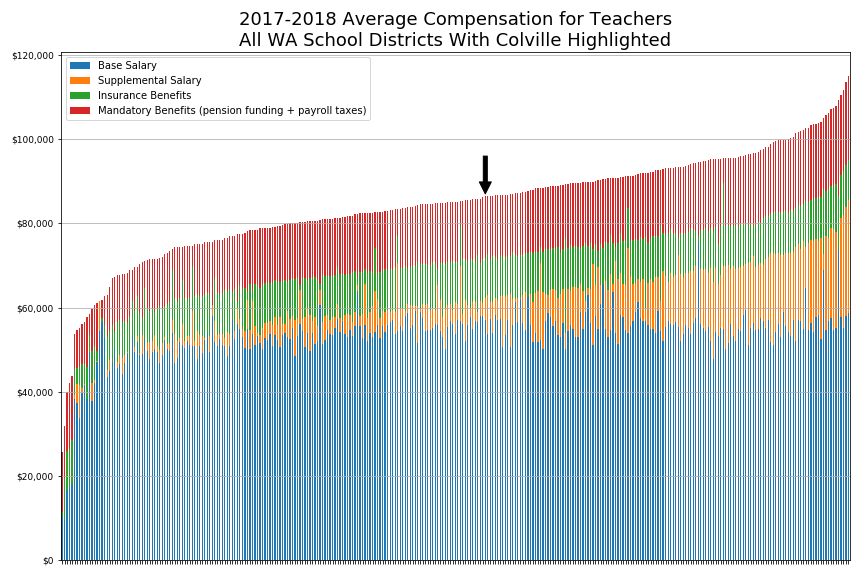 2017-2018 Average Compensation for Teachers
All WA School Districts With Colville Highlighted
$120,000
$100,000
$80,000
$60,000
$40,000
$20,000
$0
Base Salary
Supplemental Salary
Insurance Benefits
Mandatory Benefits (pension funding + payroll taxes)